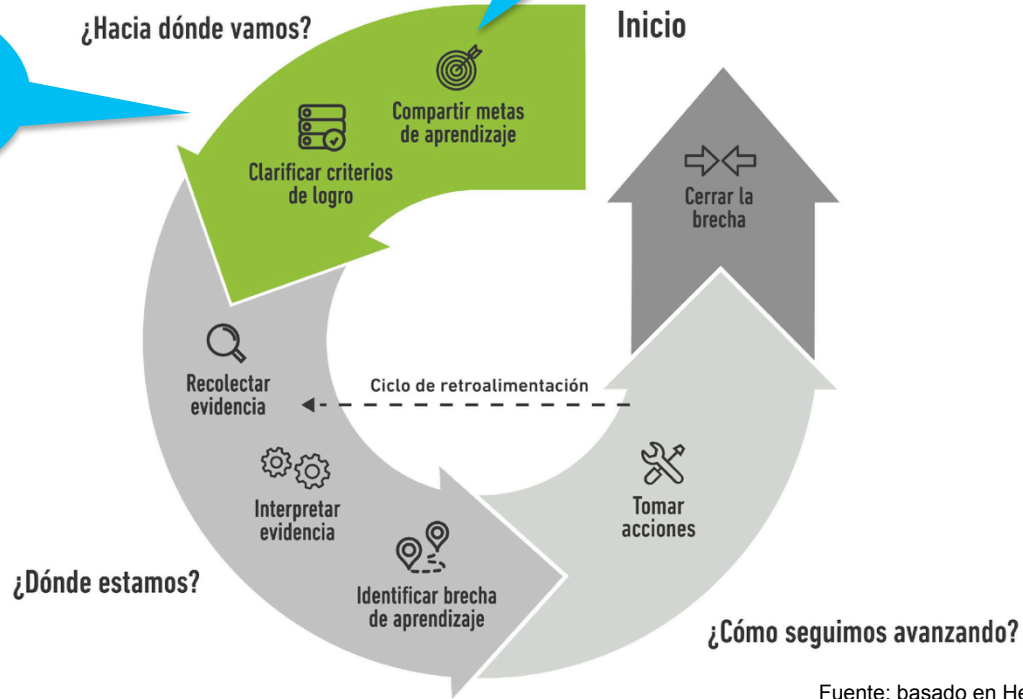 ¿Hacia dónde vamos?
Inicio
Compartir metas
de aprendizaje
Clarificar criterios
de logro
Cerrar la
brecha
Recolectar
evidencia
Ciclo de retroalimentación
Interpretar
evidencia
Tomar
acciones
Identificar brecha
de aprendizaje
¿Dónde estamos?
¿Cómo seguimos avanzando?
Fuente: basado en He